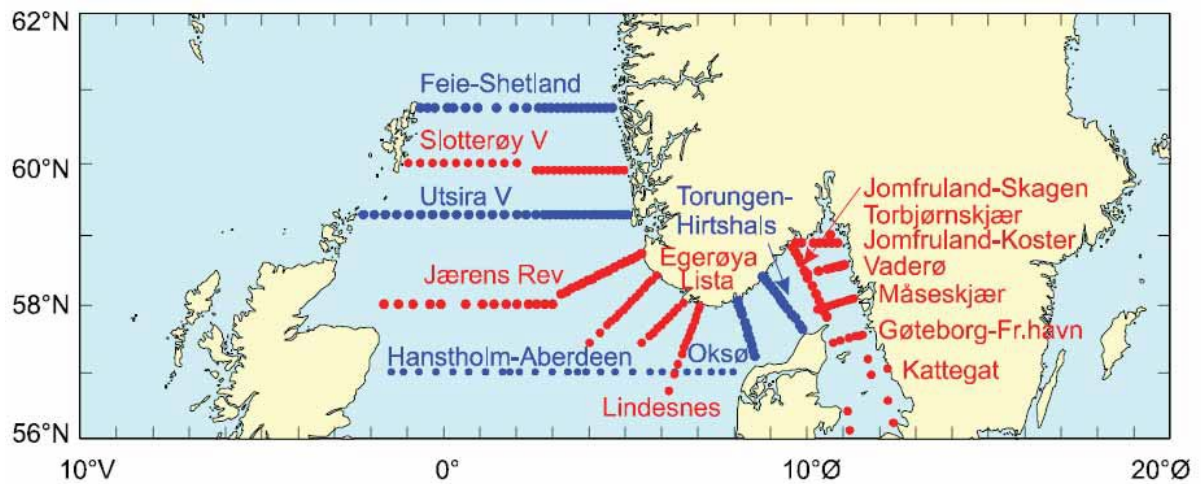 62°N
Feie-Shetland
Slotterøy V
60°N
Utsira V
Torungen-
Hirtshals
Jomfruland-Skagen
Torbjørnskjær
Jomfruland-Koster
Egerøya
Lista
Vaderø
Jærens Rev
Måseskjær
58°N
Gøteborg-Fr.havn
Hanstholm-Aberdeen
Oksø
Kattegat
Lindesnes
56°N
10°V
0°
10°Ø
20°Ø